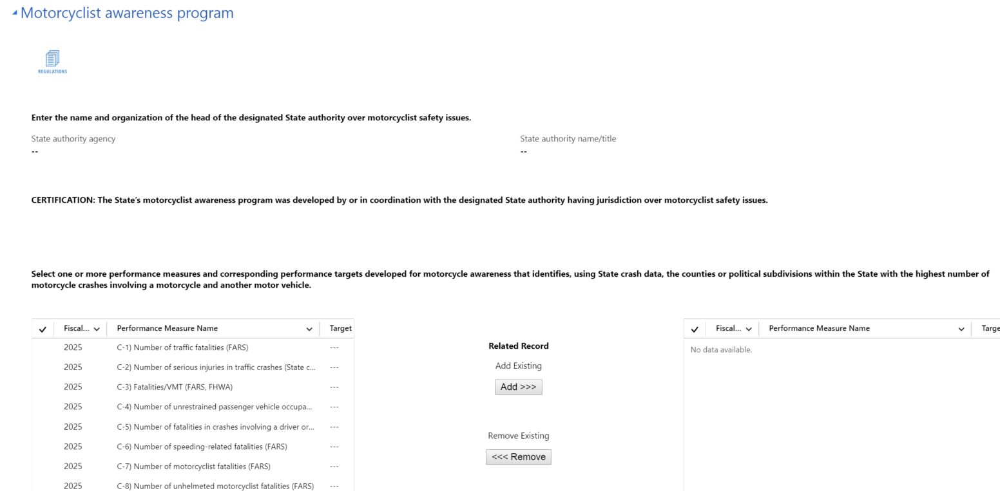 Motorcyclist awareness program
REGULATIONS
Enter the name and organization of the head of the designated State authority over motorcyclist safety issues.
State authority agency
--
State authority name/title
--
CERTIFICATION: The State's motorcyclist awareness program was developed by or in coordination with the designated State authority having jurisdiction over motorcyclist safety issues.
Select one or more performance measures and corresponding performance targets developed for motorcycle awareness that identifies, using State crash data, the counties or political subdivisions within the State with the highest number of
motorcycle crashes involving a motorcycle and another motor vehicle.
Fiscal... Performance Measure Name Target
2025 C-1) Number of traffic fatalities (FARS) ---
2025 C-2) Number of serious injuries in traffic crashes (State c... ---
2025 C-3) Fatalities/VMT (FARS, FHWA) ---
2025 C-4) Number of unrestrained passenger vehicle occupa... ---
2025 C-5) Number of fatalities in crashes involving a driver or... ---
2025 C-6) Number of speeding-related fatalities (FARS) ---
2025 C-7) Number of motorcyclist fatalities (FARS) ---
2025 C-8) Number of unhelmeted motorcyclist fatalities (FARS) ---
Related Record
Add Existing
Add >>>
Remove Existing
<<< Remove
Fiscal... Performance Measure Name Targe
No data available.